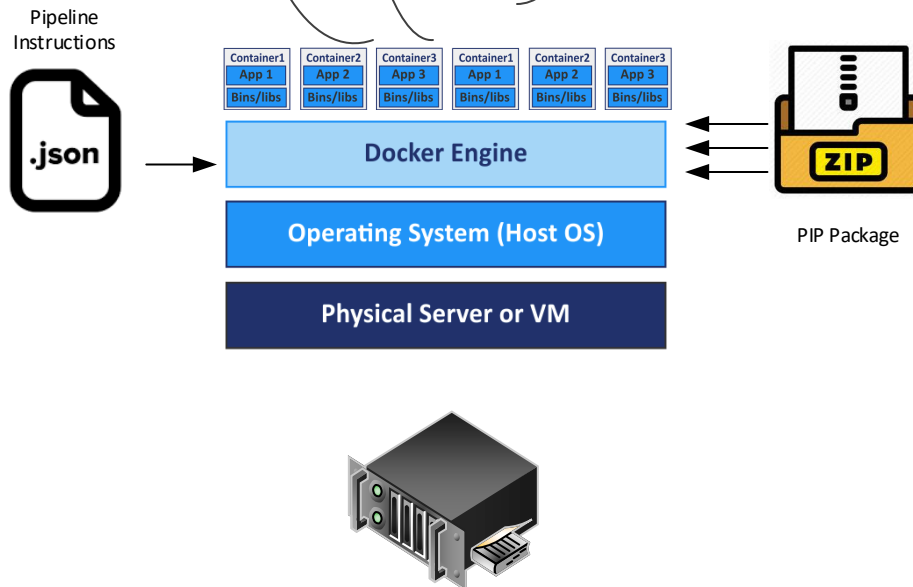 Pipeline
Instructions
.json
Container1
App 1
Bins/libs
Container2
App 2
Bins/libs
Container3
App 3
Bins/libs
Container1
App 1
Bins/libs
Container2
App 2
Bins/libs
Container3
App 3
Bins/libs
Docker Engine
Operating System (Host OS)
Physical Server or VM
ZIP
PIP Package